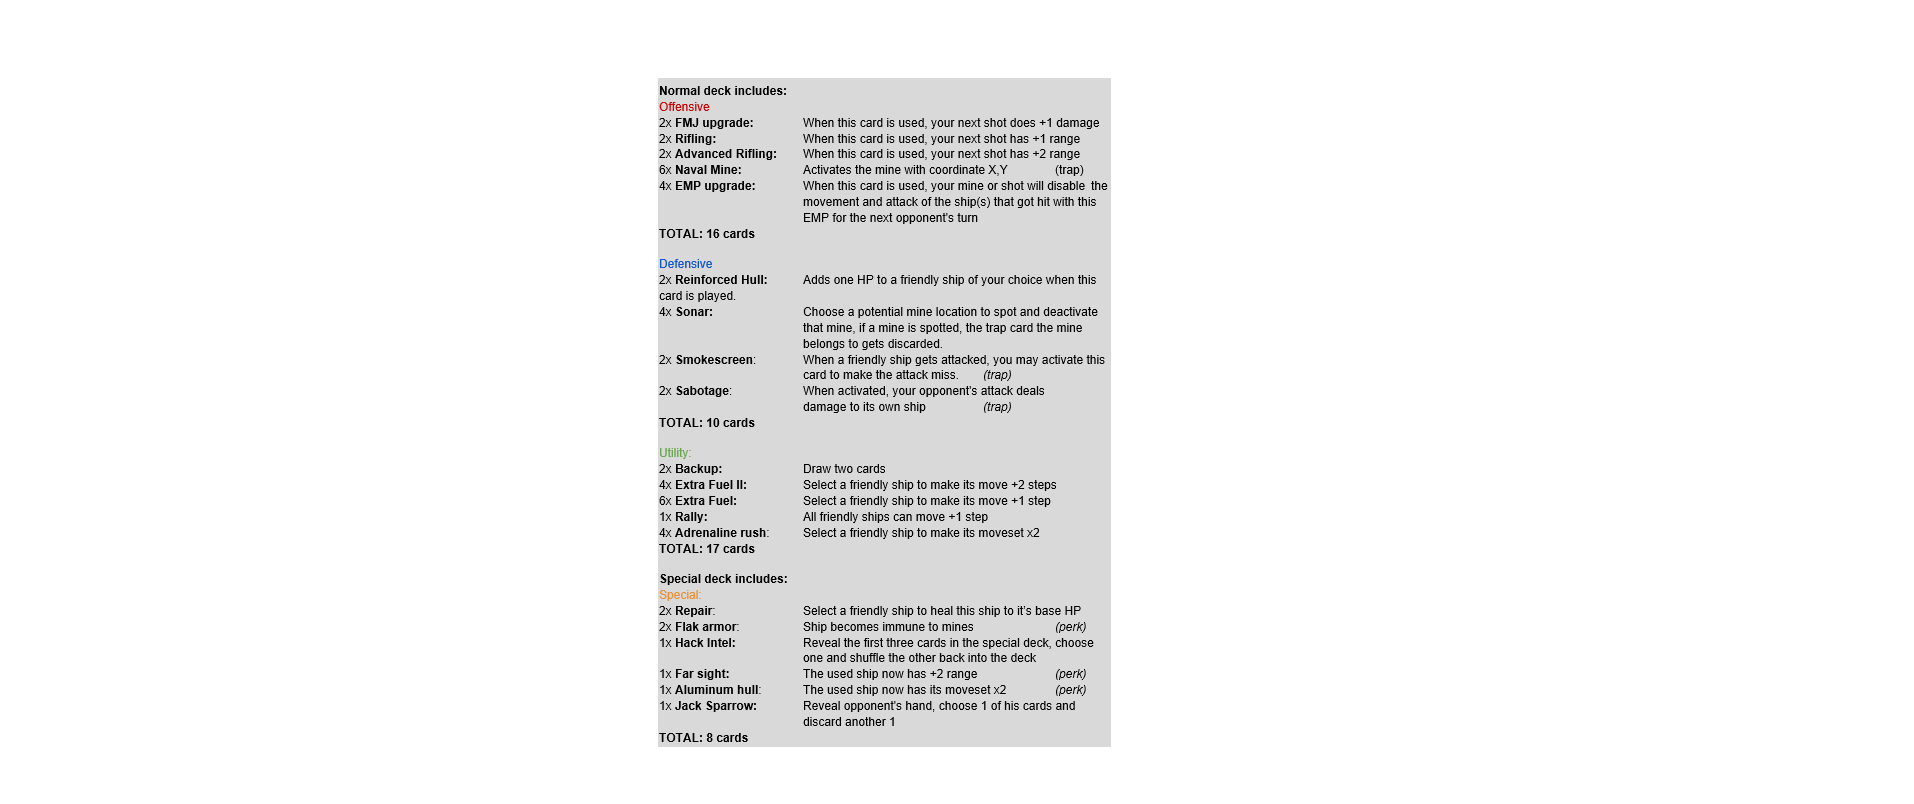 Normal deck includes:
Offensive
2x FMJ upgrade: When this card is used, your next shot does +1 damage
2x Rifling: When this card is used, your next shot has +1 range
2x Advanced Rifling: When this card is used, your next shot has +2 range
6x Naval Mine: Activates the mine with coordinate X,Y (trap)
4x EMP upgrade: When this card is used, your mine or shot will disable the
movement and attack of the ship(s) that got hit with this
EMP for the next opponent's turn
TOTAL: 16 cards
Defensive
2x Reinforced Hull: Adds one HP to a friendly ship of your choice when this
card is played.
4x Sonar: Choose a potential mine location to spot and deactivate
that mine, if a mine is spotted, the trap card the mine
belongs to gets discarded.
2x Smokescreen: When a friendly ship gets attacked, you may activate this
card to make the attack miss. (trap)
2x Sabotage: When activated, your opponent's attack deals
damage to its own ship (trap)
TOTAL: 10 cards
Utility:
2x Backup: Draw two cards
4x Extra Fuel II: Select a friendly ship to make its move +2 steps
6x Extra Fuel: Select a friendly ship to make its move +1 step
1x Rally: All friendly ships can move +1 step
4x Adrenaline rush: Select a friendly ship to make its moveset x2
TOTAL: 17 cards
Special deck includes:
Special:
2x Repair: Select a friendly ship to heal this ship to it's base HP
2x Flak armor: Ship becomes immune to mines (perk)
1x Hack Intel: Reveal the first three cards in the special deck, choose
one and shuffle the other back into the deck
1x Far sight: The used ship now has +2 range (perk)
1x Aluminum hull: The used ship now has its moveset x2 (perk)
1x Jack Sparrow: Reveal opponent's hand, choose 1 of his cards and
discard another 1
TOTAL: 8 cards